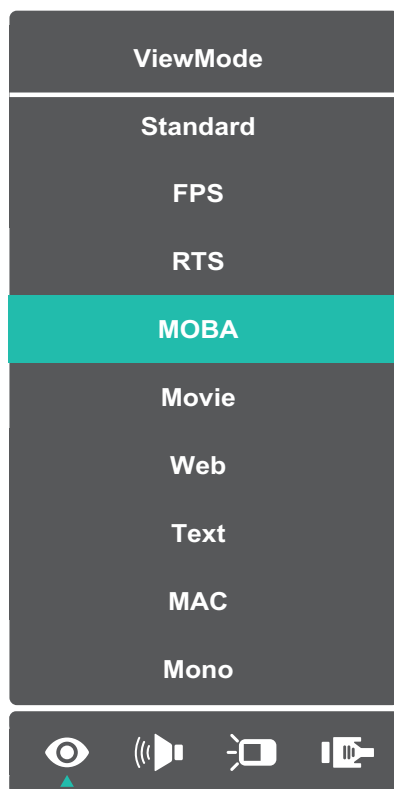 ViewMode
Standard
FPS
RTS
MOBA
Movie
Web
Text
MAC
Mono